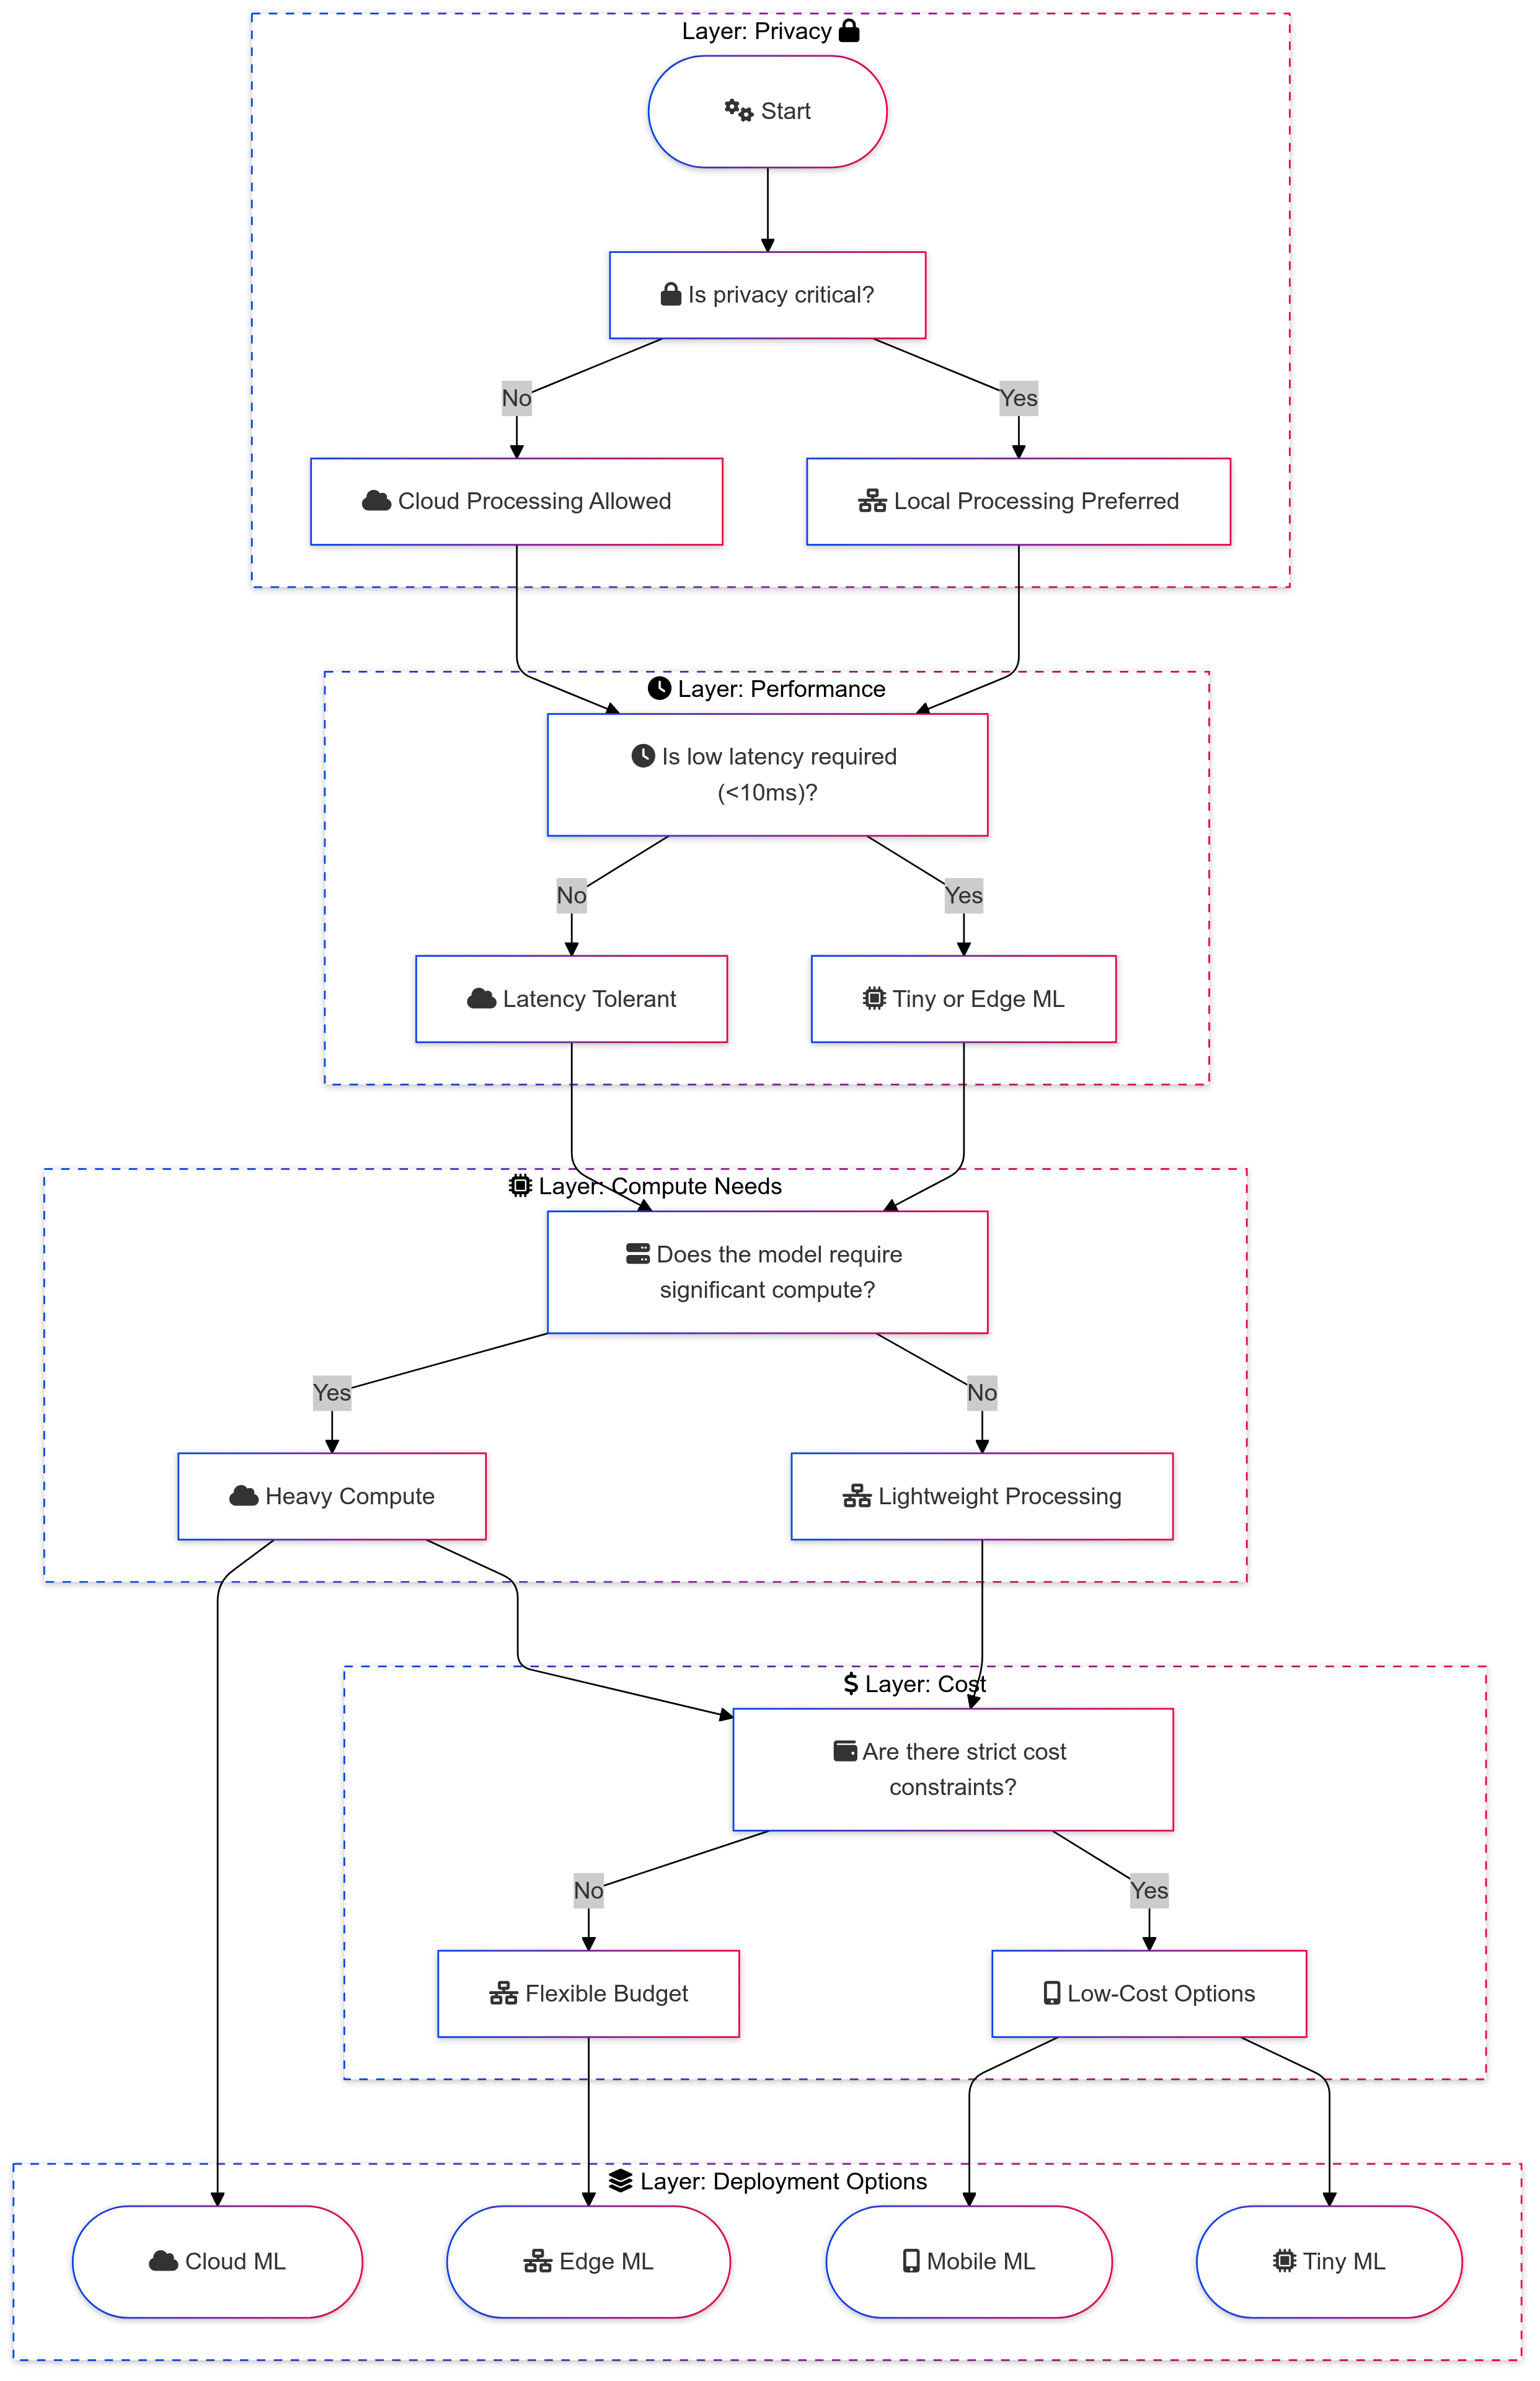 Layer: Privacy
Start
Is privacy critical?
No
Yes
Cloud Processing Allowed
Local Processing Preferred
Layer: Performance
Is low latency required
(<10ms)?
No
Yes
Latency Tolerant
Tiny or Edge ML
Layer: Compute Needs
Does the model require
significant compute?
Yes
No
Heavy Compute
Lightweight Processing
Layer: Cost
Are there strict cost
constraints?
No
Yes
Flexible Budget
Low-Cost Options
Layer: Deployment Options
Cloud ML
Edge ML
Mobile ML
Tiny ML